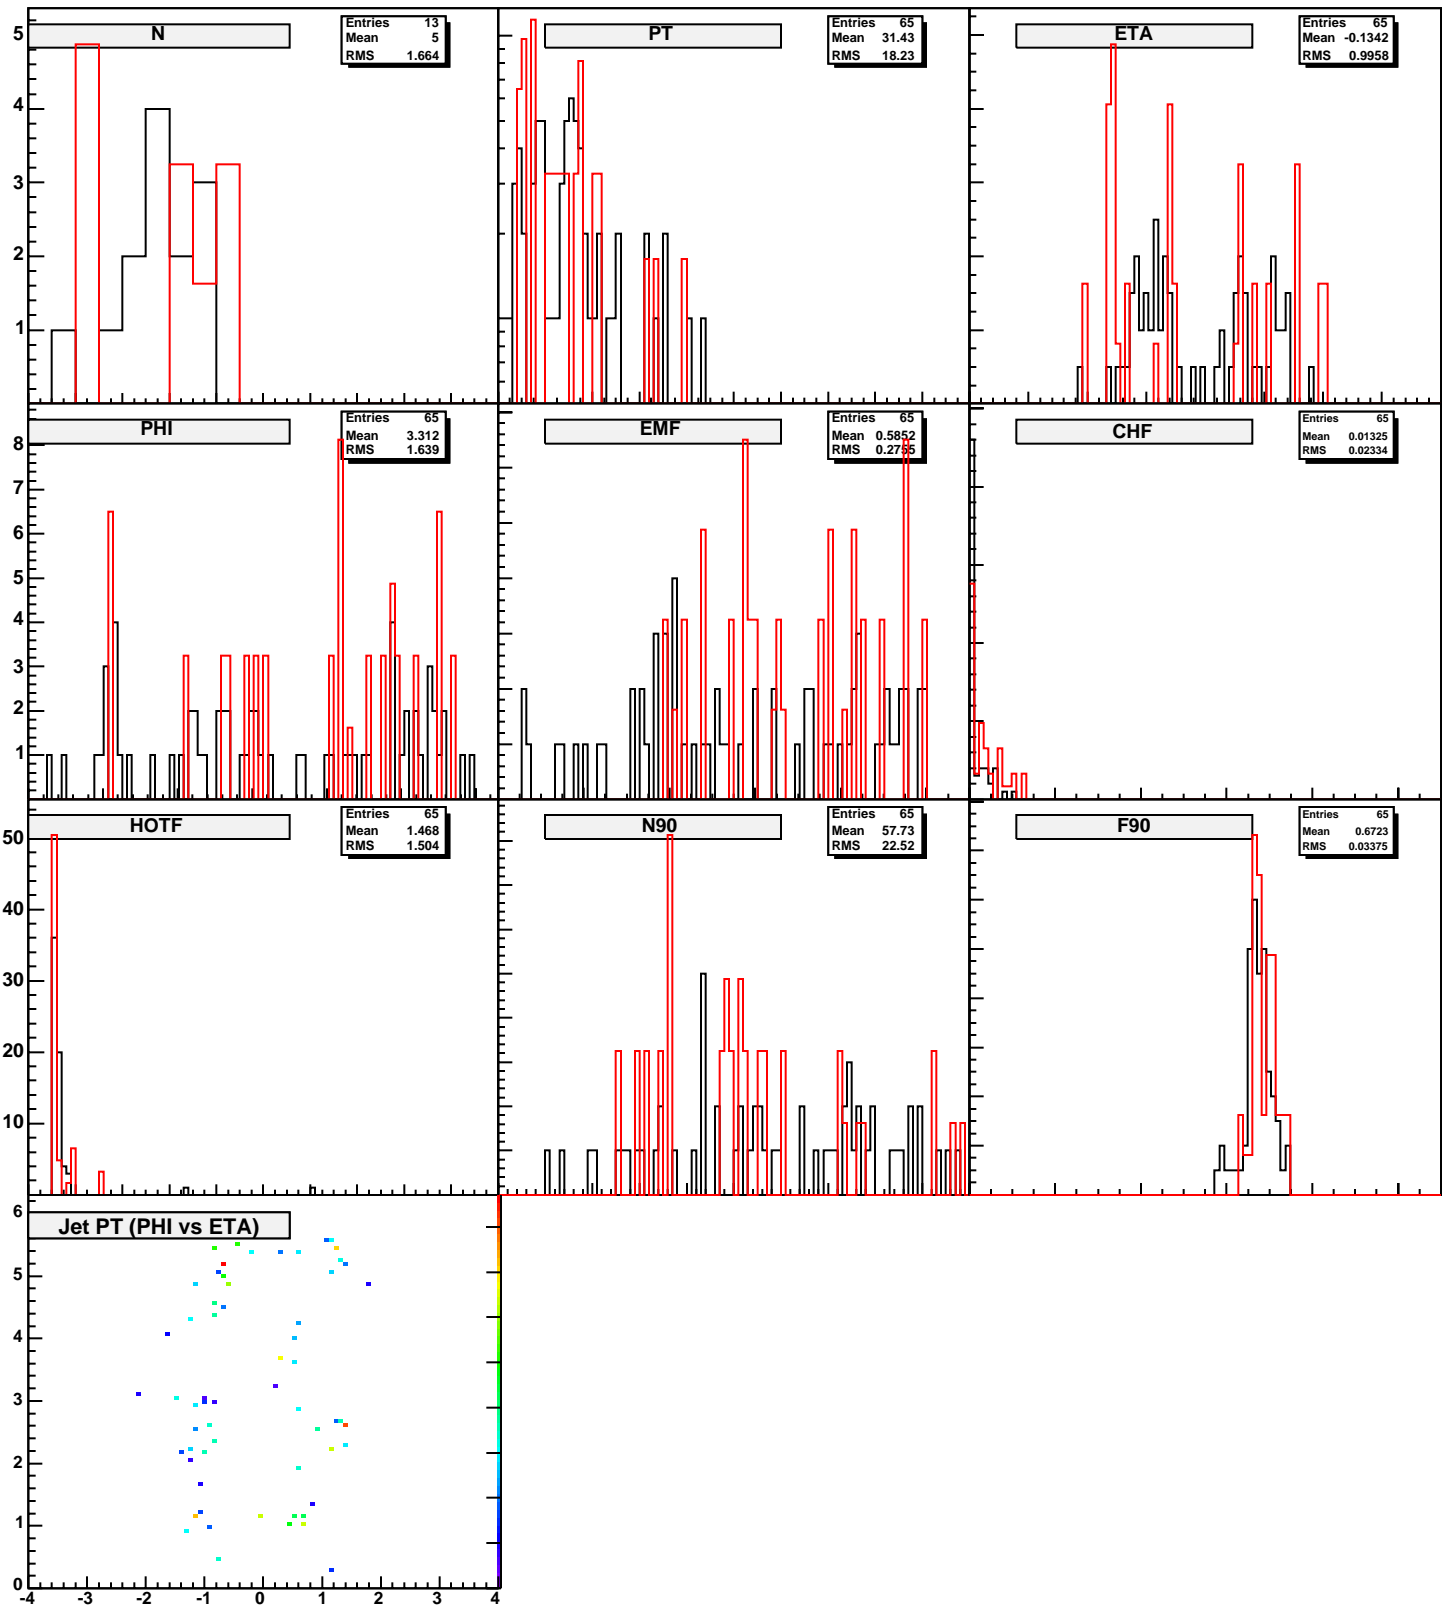 N
Entries 13
Mean 5
RMS 1.664
PT
Entries 65
Mean 31.43
RMS 18.23
ETA
Entries 65
Mean -0.1342
RMS 0.9958
5
4
3
2
1
PHI
Entries 65
Mean 3.312
RMS 1.639
EMF
Entries 65
Mean 0.5852
RMS 0.2755
CHF
Entries 65
Mean 0.01325
RMS 0.02334
8
7
6
5
4
3
2
1
HOTF
Entries 65
Mean 1.468
RMS 1.504
N90
Entries 65
Mean 57.73
RMS 22.52
F90
Entries 65
Mean 0.6723
RMS 0.03375
50
40
30
20
10
Jet PT (PHI vs ETA)
6
5
4
3
2
1
0
-4 -3 -2 -1 0 1 2 3 4